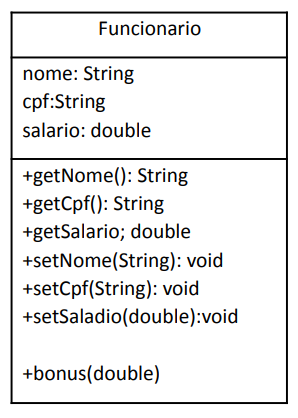 Funcionario
nome: String
cpf:String
salario: double
+getNome(): String
+getCpf(): String
+getSalario; double
+setNome(String): void
+setCpf(String): void
+setSaladio(double):void
+bonus(double)